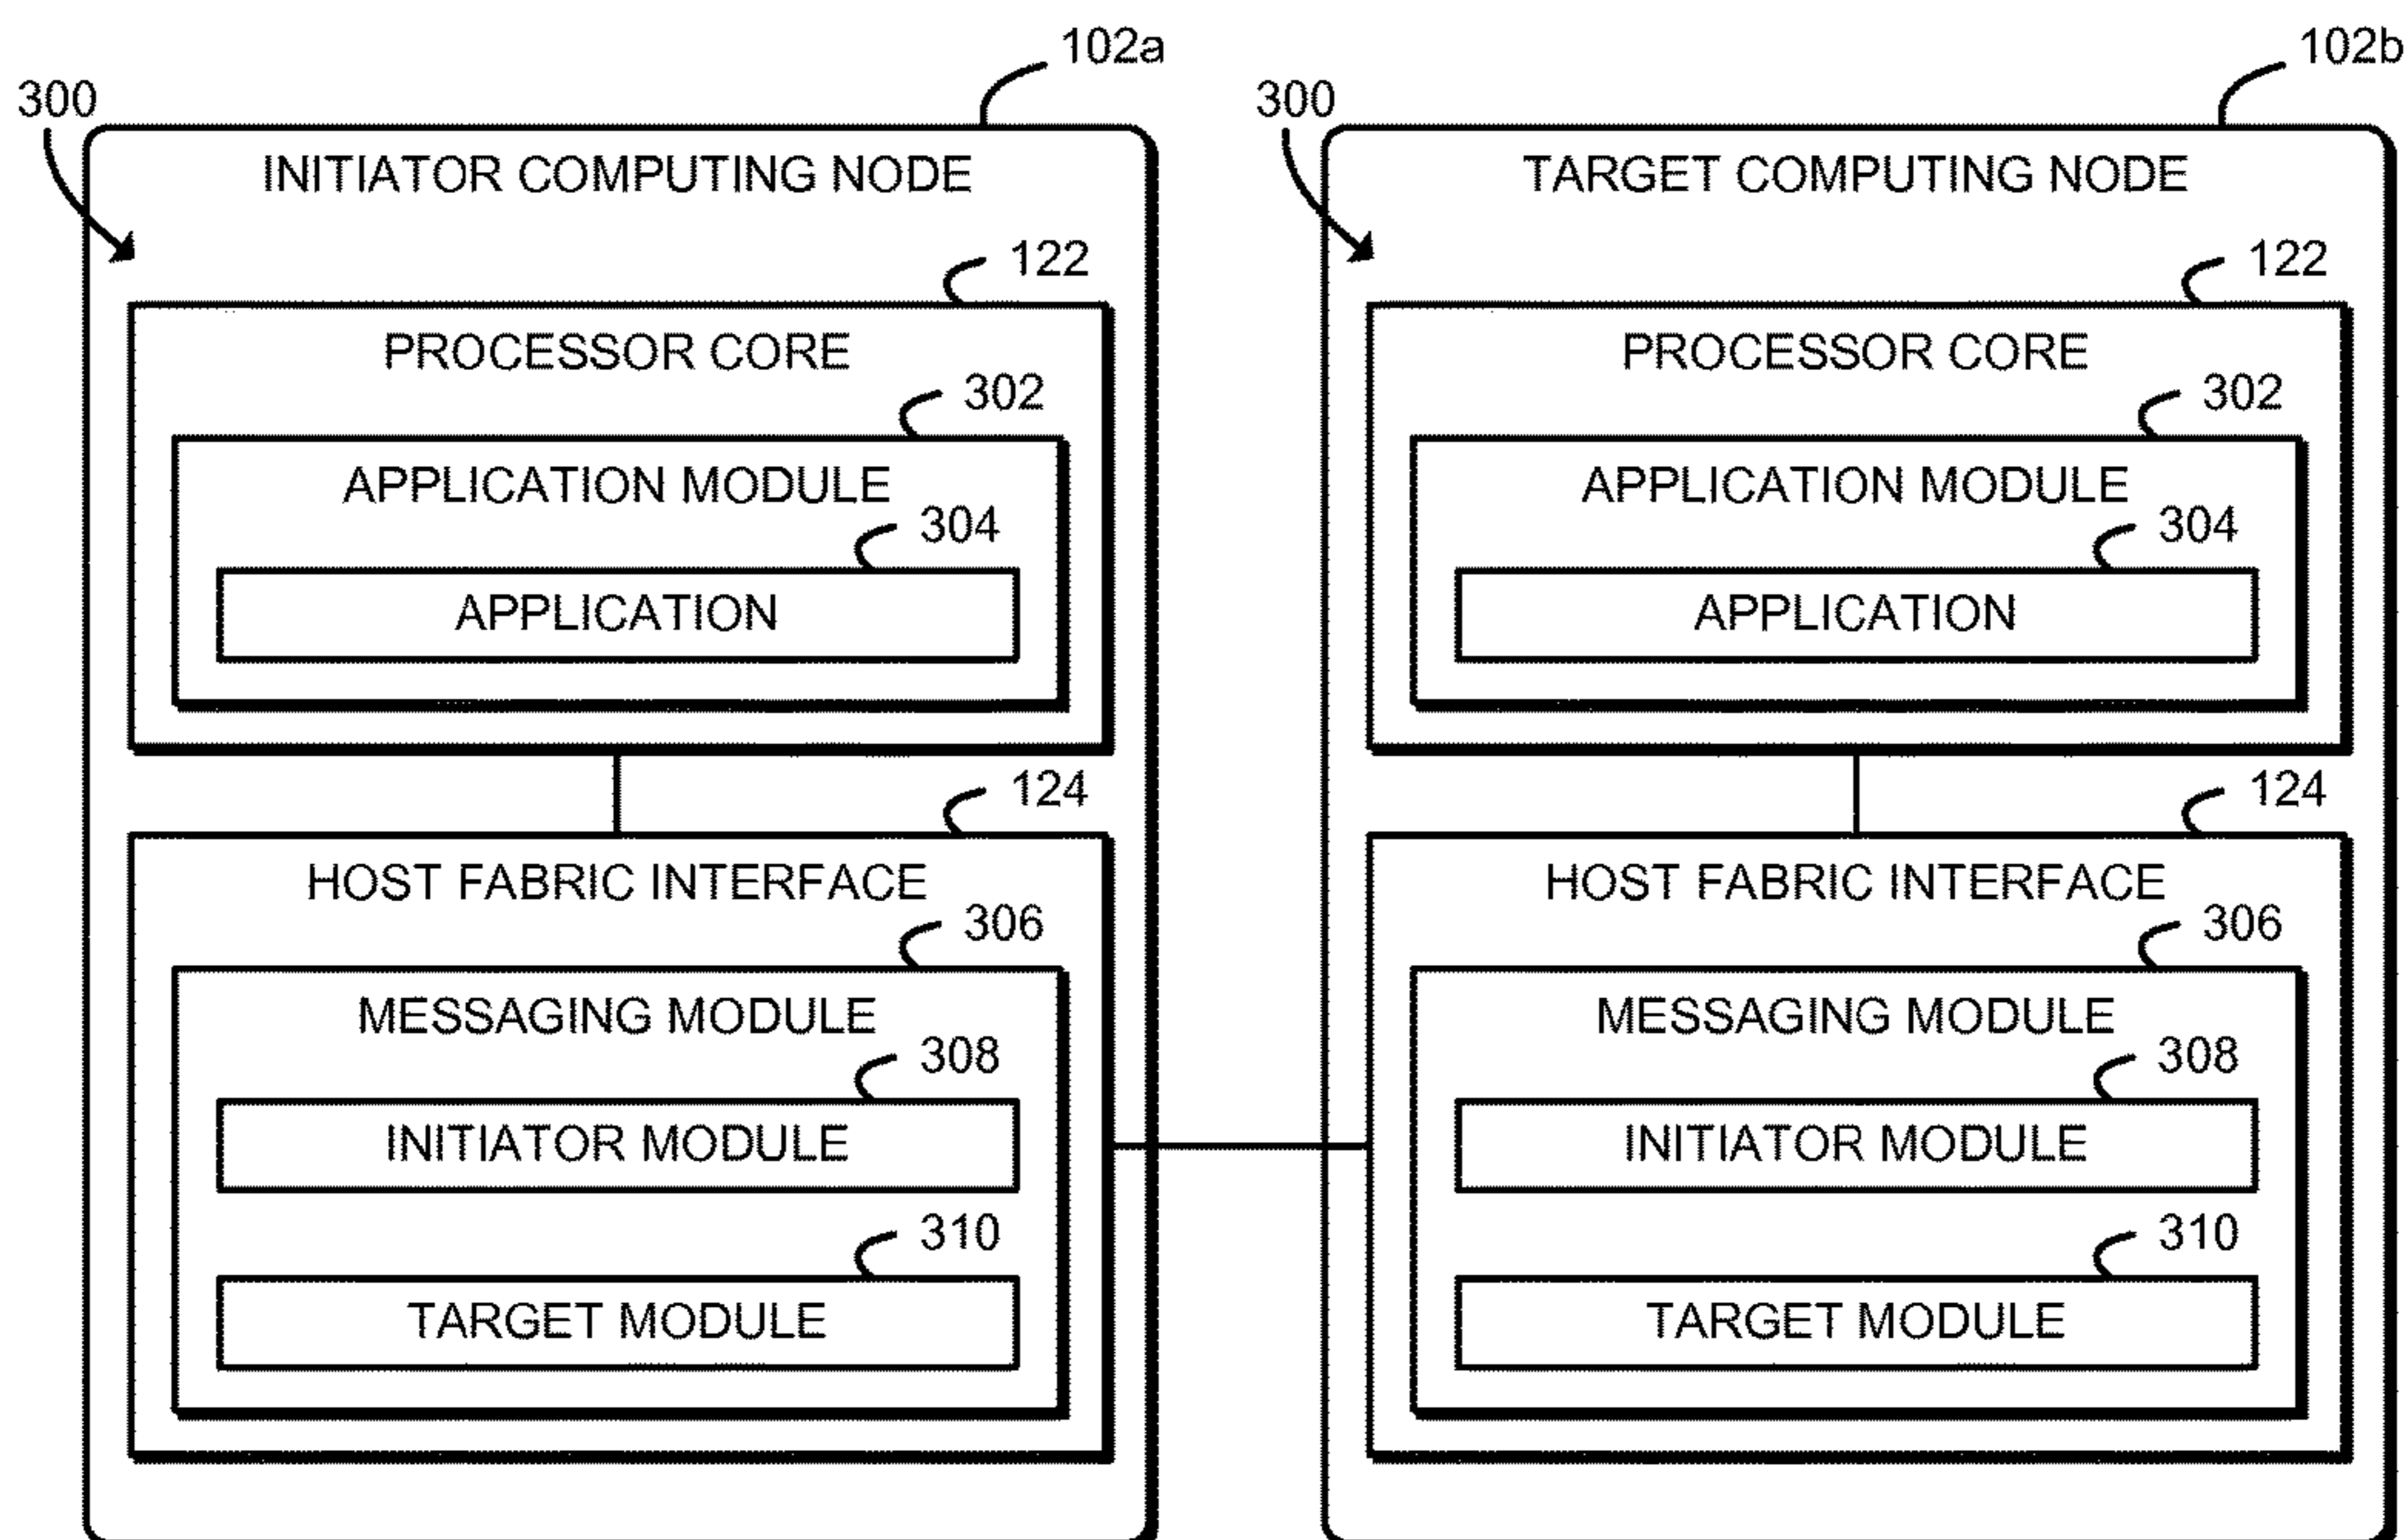 102a
300
INITIATOR COMPUTING NODE
122
PROCESSOR CORE
302
APPLICATION MODULE
304
APPLICATION
124
HOST FABRIC INTERFACE
306
MESSAGING MODULE
308
INITIATOR MODULE
310
TARGET MODULE
102b
300
TARGET COMPUTING NODE
122
PROCESSOR CORE
302
APPLICATION MODULE
304
APPLICATION
124
HOST FABRIC INTERFACE
306
MESSAGING MODULE
308
INITIATOR MODULE
310
TARGET MODULE